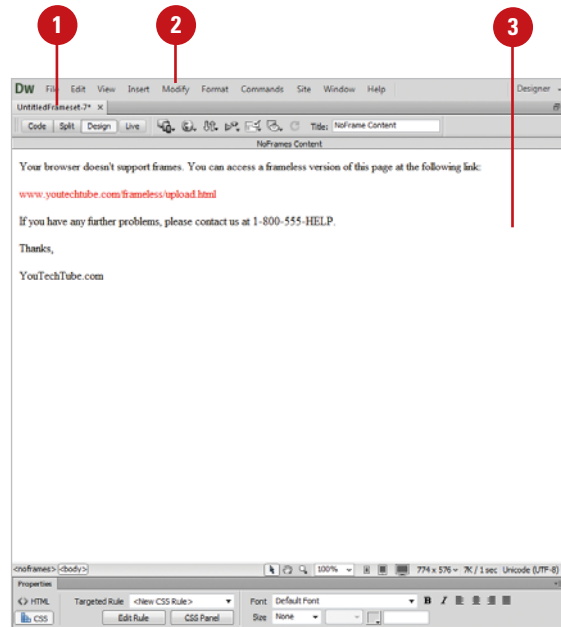 1 2 3
DW File Edit View Insert Modify Format Commands Site Window Help Designer
UntitledFrameset-7* ×
Code Split Design Live Title: NoFrame Content
NoFrames Content
Your browser doesn't support frames. You can access a frameless version of this page at the following link:
www.youtechtube.com/frameless/upload.html
If you have any further problems, please contact us at 1-800-555-HELP.
Thanks,
YouTechTube.com
<noframes> <body> 100% 774 x 576 7K / 1 sec Unicode (UTF-8)
Properties
<> HTML Targeted Rule <New CSS Rule> Font Default Font B I
CSS Edit Rule CSS Panel Size None